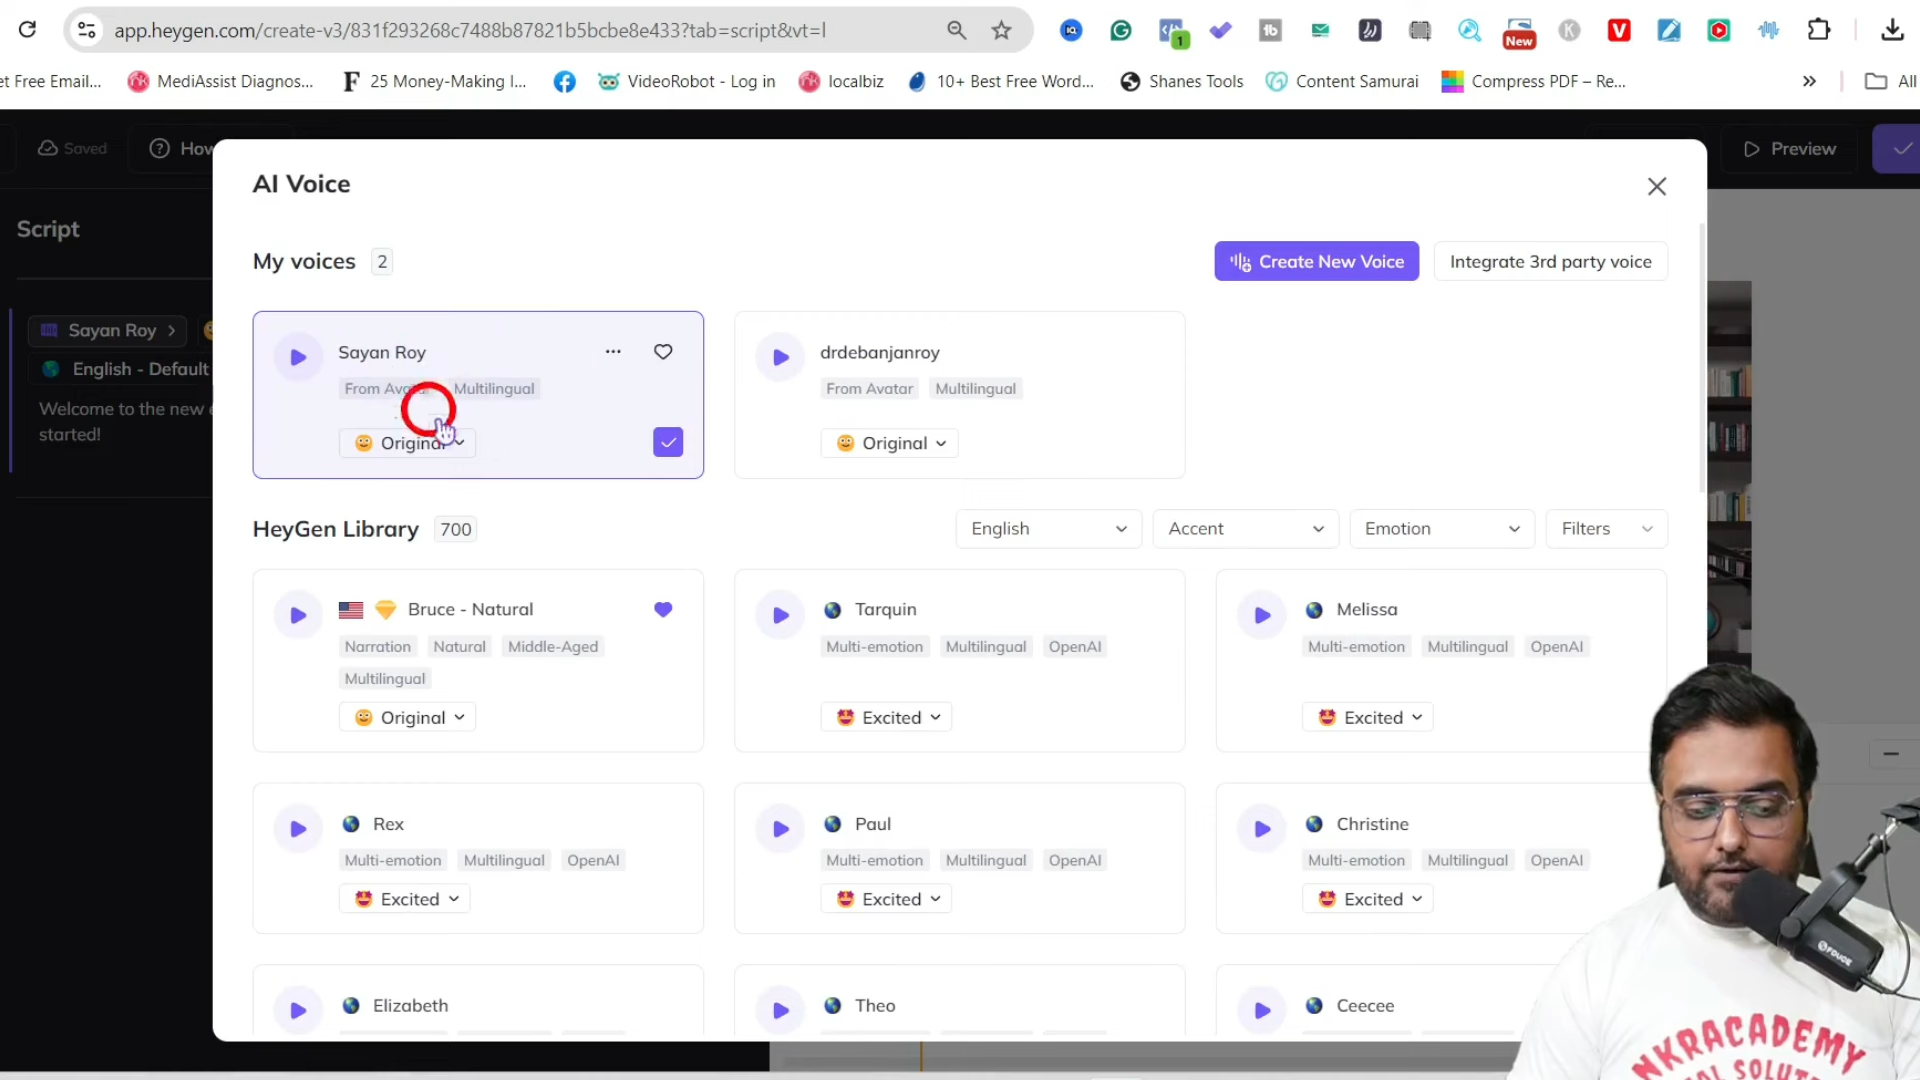 app.heygen.com/create-v3/831f293268c7488b87821b5bcbe8e433?tab=script&vt=l
1
New
et Free Email...
MediAssist Diagnos...
25 Money-Making I...
VideoRobot - Log in
localbiz
10+ Best Free Word...
Shanes Tools
Content Samurai
Compress PDF – Re...
All
Saved
How
Preview
AI Voice
Script
My voices 2
Create New Voice
Integrate 3rd party voice
Sayan Roy
English - Default
Welcome to the new
started!
Sayan Roy
From Avatar Multilingual
Original
drdebanjanroy
From Avatar Multilingual
Original
HeyGen Library 700
English
Accent
Emotion
Filters
Bruce - Natural
Narration Natural Middle-Aged
Multilingual
Original
Tarquin
Multi-emotion Multilingual OpenAI
Excited
Melissa
Multi-emotion Multilingual OpenAI
Excited
Rex
Multi-emotion Multilingual OpenAI
Excited
Paul
Multi-emotion Multilingual OpenAI
Excited
Christine
Multi-emotion Multilingual OpenAI
Excited
Elizabeth
Theo
Ceecee
FDUCE
NKRACADEMY